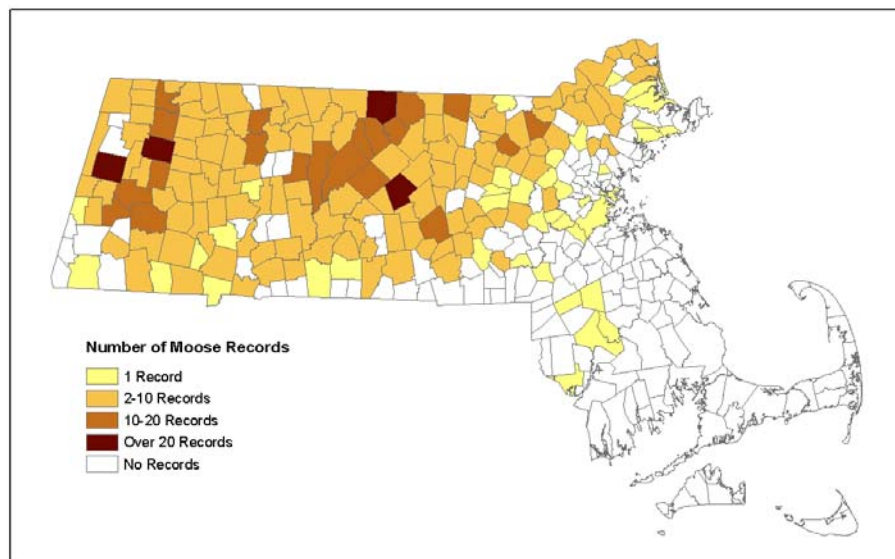 Number of Moose Records
1 Record
2-10 Records
10-20 Records
Over 20 Records
No Records